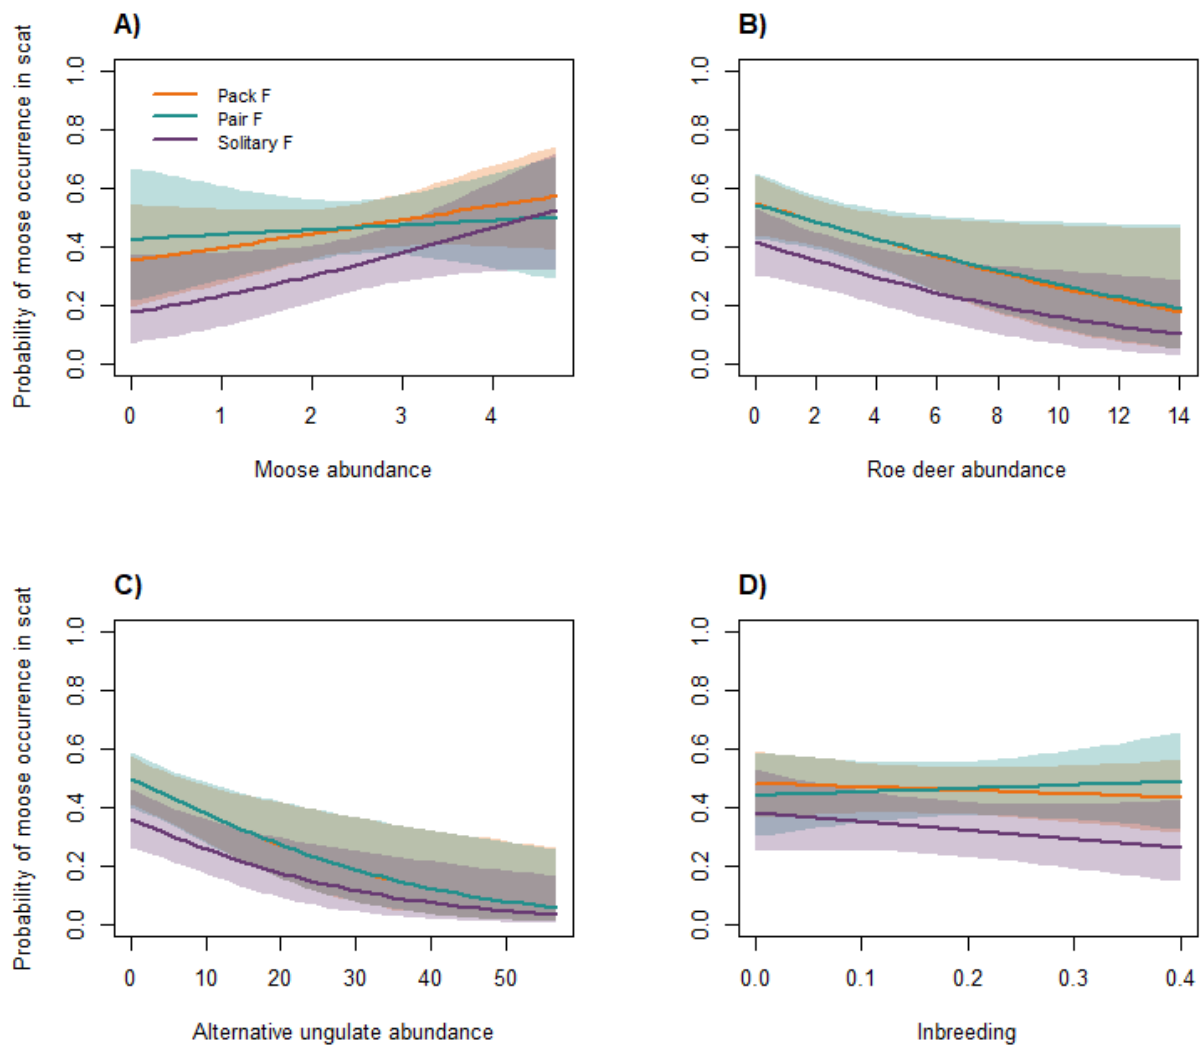 A)
Probability of moose occurrence in scat
0.0 0.2 0.4 0.6 0.8 1.0
Pack F
Pair F
Solitary F
0 1 2 3 4
Moose abundance
B)
0.0 0.2 0.4 0.6 0.8 1.0
0 2 4 6 8 10 12 14
Roe deer abundance
C)
Probability of moose occurrence in scat
0.0 0.2 0.4 0.6 0.8 1.0
0 10 20 30 40 50
Alternative ungulate abundance
D)
0.0 0.2 0.4 0.6 0.8 1.0
0.0 0.1 0.2 0.3 0.4
Inbreeding